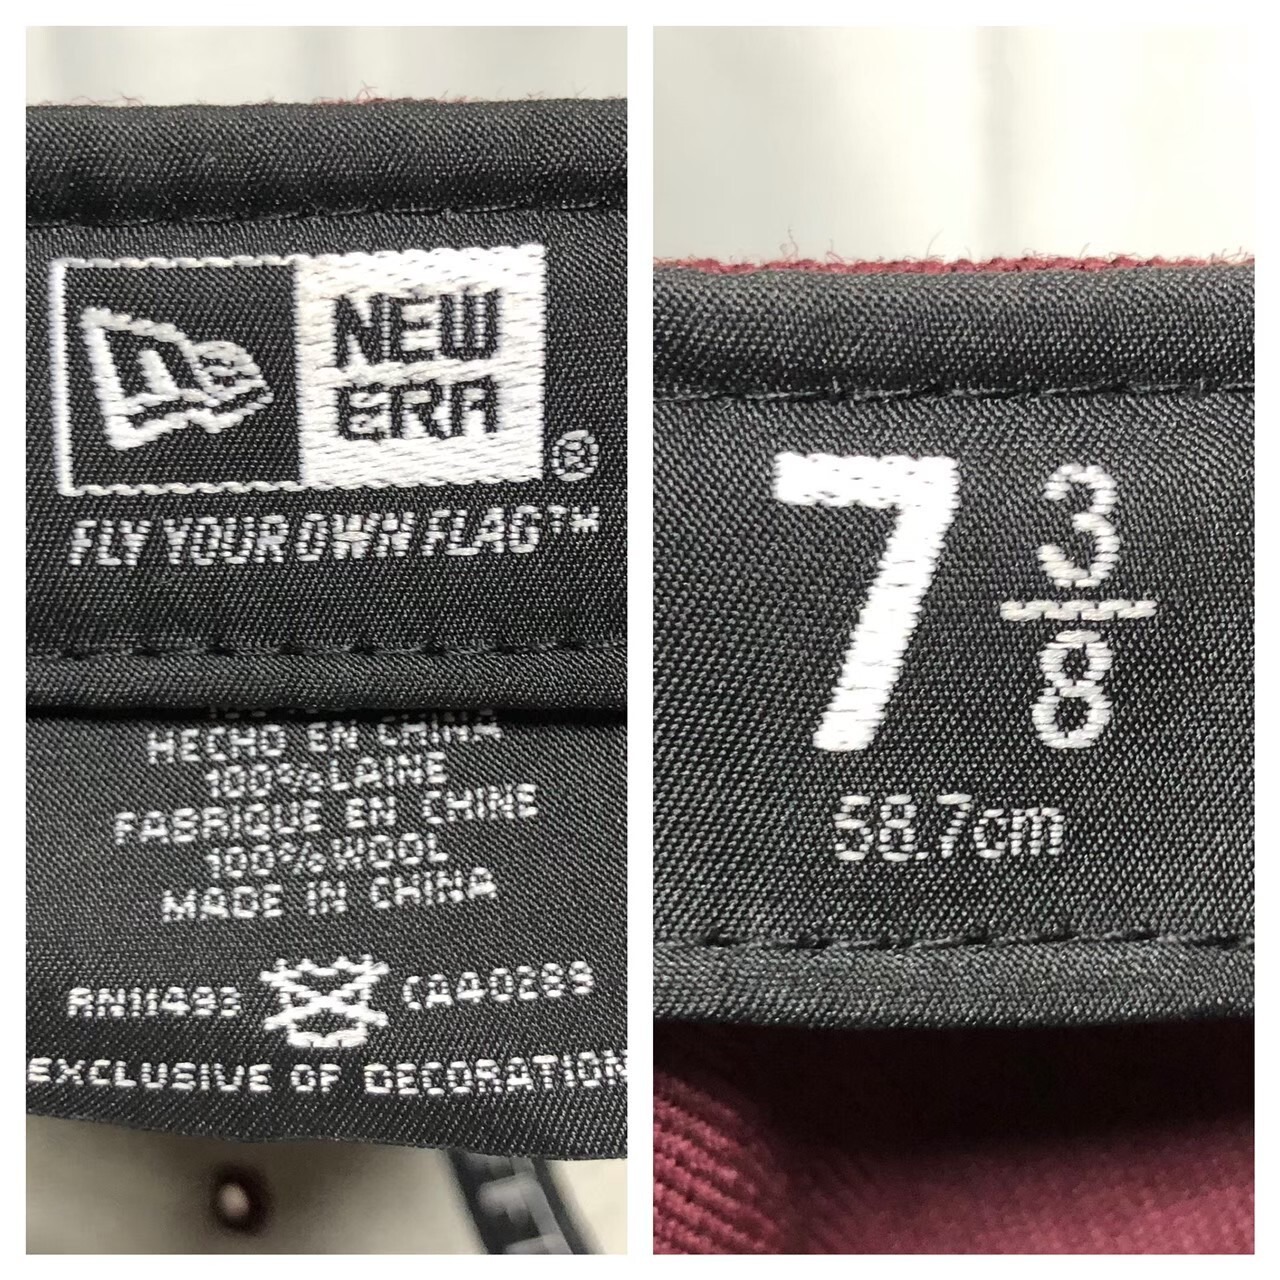 NEW
ERA
®
FLY YOUR OWN FLAG™
HECHO EN CHINA
100% LAINE
FABRIQUE EN CHINE
100% WOOL
MADE IN CHINA
CA40289
EXCLUSIVE OF DECORATION
7 3/8
58.7cm